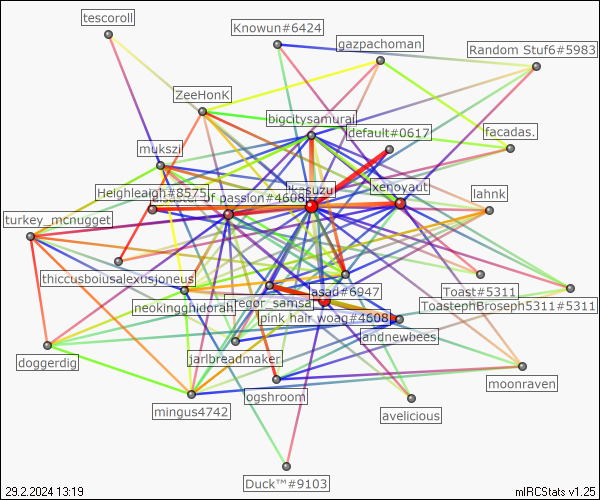 tescoroll
Knowun#6424
gazpachoman
Random Stuf6#5983
ZeeHonK
bigcitysamurai
default#0617
facadas.
mukszi
Heighleaigh#8575
of passion#4608
ikasuzu
xenoyaut
lahnk
turkey_mcnugget
thiccusboiusalexusjoneus
asad#6947
Toast#5311
neokingghidorah
gregor_samsa
ToastephBroseph5311#5311
pink hair woag#4608
andnewbees
doggerdig
jarlbreadmaker
moonraven
mingus4742
ogshroom
avelicious
Duck™#9103
29.2.2024 13:19
mIRCStats v1.25